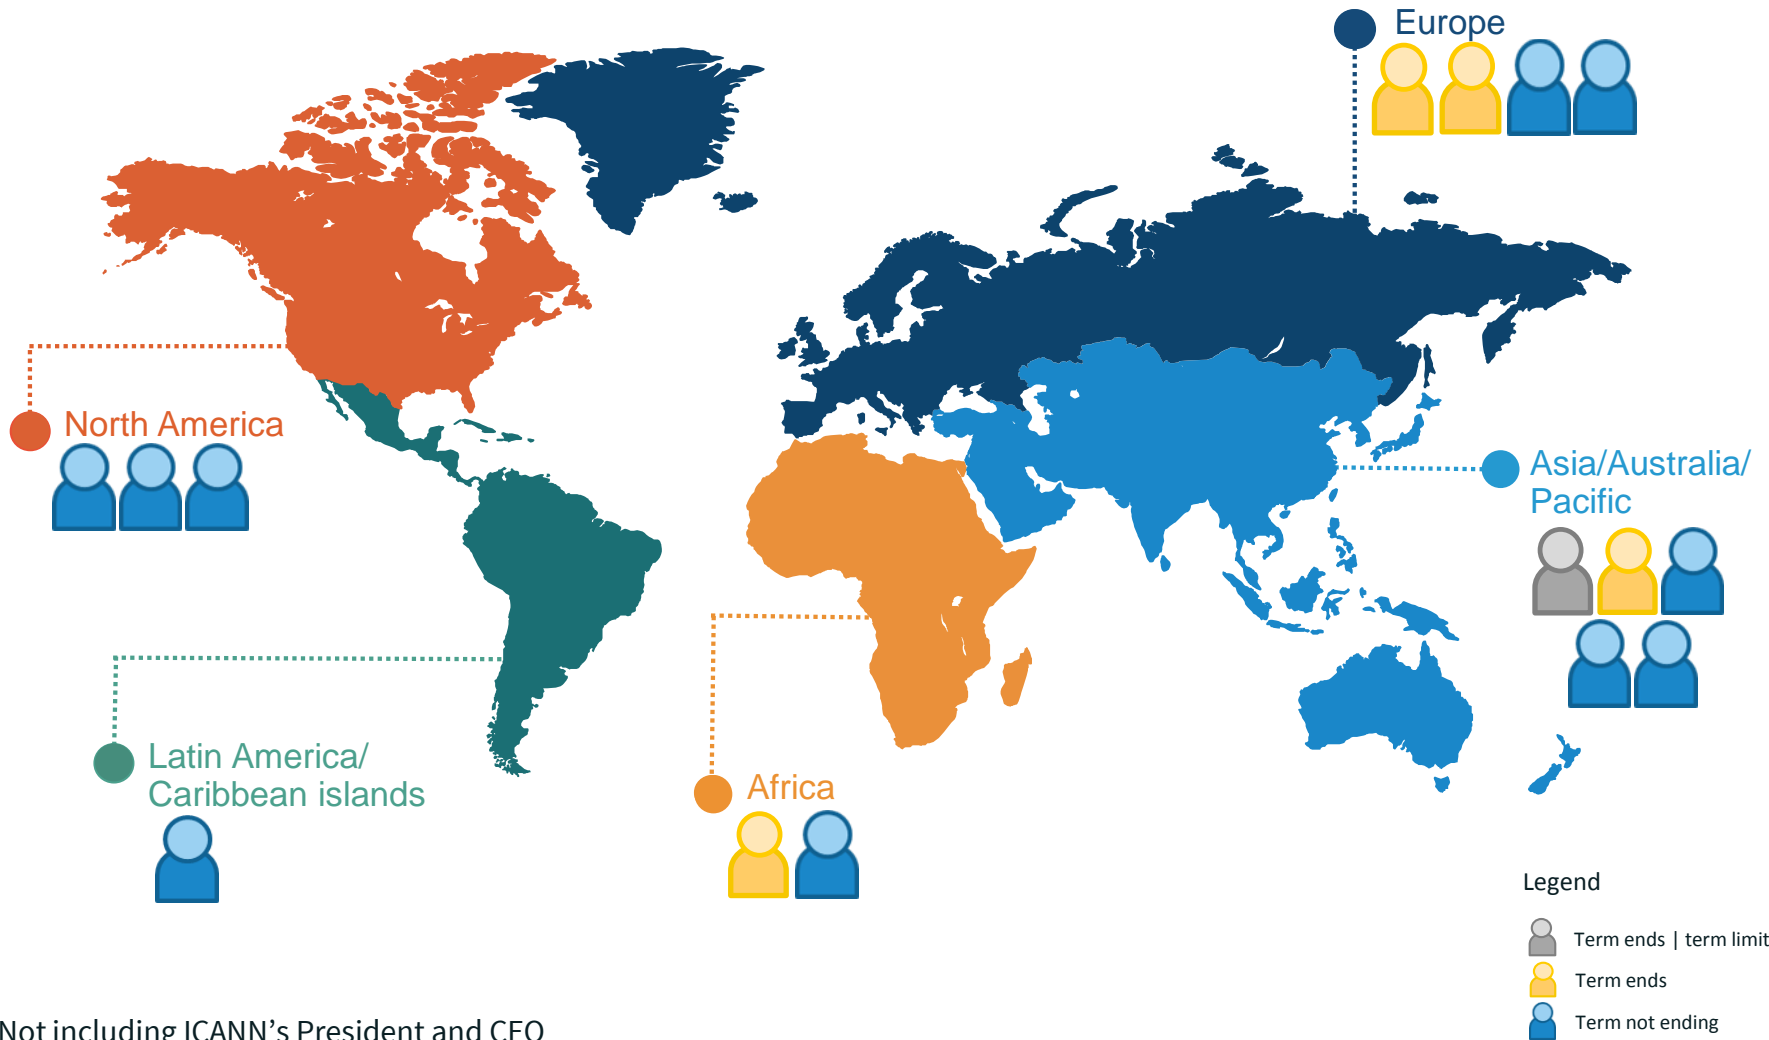 Europe
North America
Asia/Australia/
Pacific
Latin America/
Caribbean islands
Africa
Legend
Term ends | term limit
Term ends
Term not ending
Not including ICANN's President and CEO